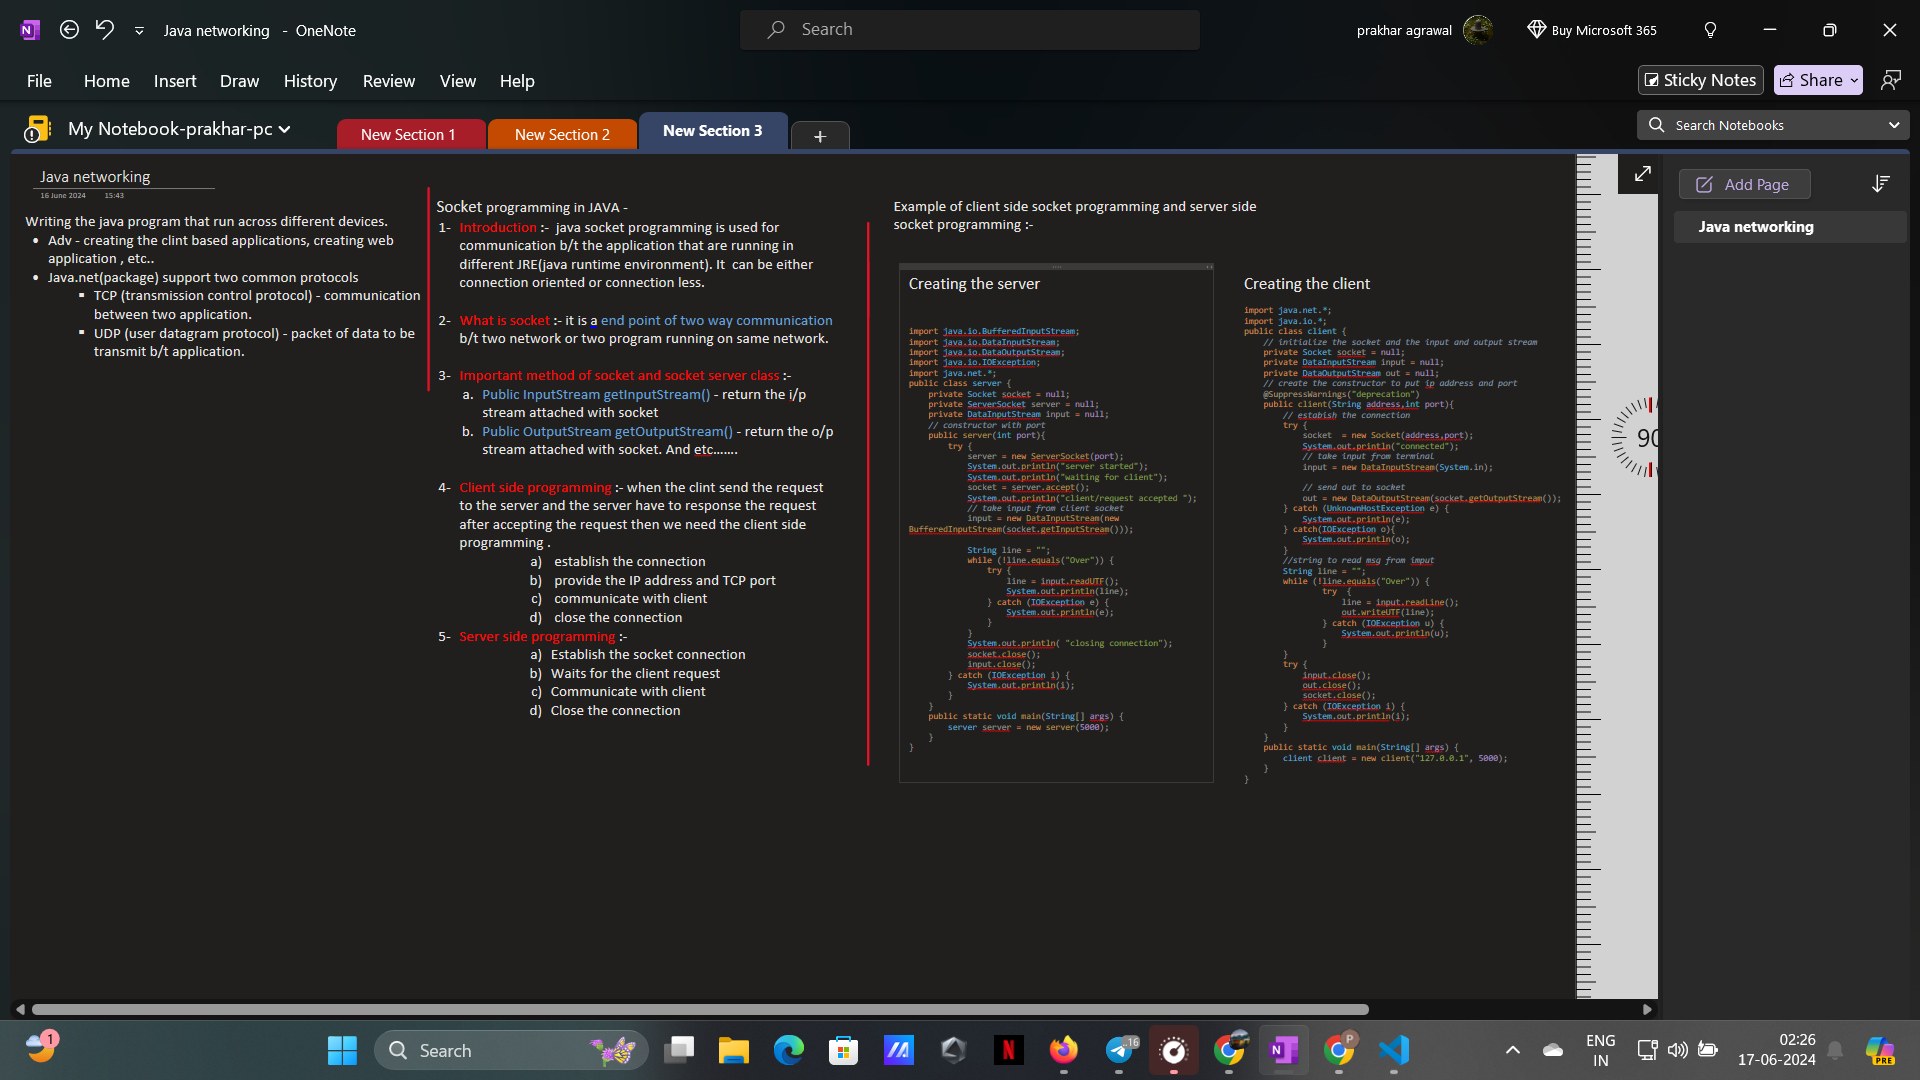 Java networking - OneNote
Search
prakhar agrawal
Buy Microsoft 365
File Home Insert Draw History Review View Help
Sticky Notes
Share
My Notebook-prakhar-pc
New Section 1
New Section 2
New Section 3
+
Search Notebooks
Java networking
16 June 2024 15:43
Writing the java program that run across different devices.
• Adv - creating the clint based applications, creating web
application , etc..
• Java.net(package) support two common protocols
▪ TCP (transmission control protocol) - communication
between two application.
▪ UDP (user datagram protocol) - packet of data to be
transmit b/t application.
Socket programming in JAVA -
1- Introduction :- java socket programming is used for
communication b/t the application that are running in
different JRE(java runtime environment). It can be either
connection oriented or connection less.
2- What is socket :- it is a end point of two way communication
b/t two network or two program running on same network.
3- Important method of socket and socket server class :-
a. Public InputStream getInputStream() - return the i/p
stream attached with socket
b. Public OutputStream getOutputStream() - return the o/p
stream attached with socket. And etc…….
4- Client side programming :- when the clint send the request
to the server and the server have to response the request
after accepting the request then we need the client side
programming .
a) establish the connection
b) provide the IP address and TCP port
c) communicate with client
d) close the connection
5- Server side programming :-
a) Establish the socket connection
b) Waits for the client request
c) Communicate with client
d) Close the connection
Example of client side socket programming and server side
socket programming :-
Creating the server
import java.io.BufferedInputStream;
import java.io.DataInputStream;
import java.io.DataOutputStream;
import java.io.IOException;
import java.net.*;
public class server {
private Socket socket = null;
private ServerSocket server = null;
private DataInputStream input = null;
// constructor with port
public server(int port){
try {
server = new ServerSocket(port);
System.out.println("server started");
System.out.println("waiting for client");
socket = server.accept();
System.out.println("client/request accepted ");
// take input from client socket
input = new DataInputStream(new
BufferedInputStream(socket.getInputStream()));
String line = "";
while (!line.equals("Over")) {
try {
line = input.readUTF();
System.out.println(line);
} catch (IOException e) {
System.out.println(e);
}
}
System.out.println( "closing connection");
socket.close();
input.close();
} catch (IOException i) {
System.out.println(i);
}
}
public static void main(String[] args) {
server server = new server(5000);
}
}
Creating the client
import java.net.*;
import java.io.*;
public class client {
// initialize the socket and the input and output stream
private Socket socket = null;
private DataInputStream input = null;
private DataOutputStream out = null;
// create the constructor to put ip address and port
@SuppressWarnings("deprecation")
public client(String address,int port){
// estabish the connection
try {
socket = new Socket(address,port);
System.out.println("connected");
// take input from terminal
input = new DataInputStream(System.in);
// send out to socket
out = new DataOutputStream(socket.getOutputStream());
} catch (UnknownHostException e) {
System.out.println(e);
} catch(IOException o){
System.out.println(o);
}
//string to read msg from imput
String line = "";
while (!line.equals("Over")) {
try {
line = input.readLine();
out.writeUTF(line);
} catch (IOException u) {
System.out.println(u);
}
}
try {
input.close();
out.close();
socket.close();
} catch (IOException i) {
System.out.println(i);
}
}
public static void main(String[] args) {
client client = new client("127.0.0.1", 5000);
}
}
90
Add Page
Java networking
1
Search
16
P
ENG
IN
02:26
17-06-2024
PRE